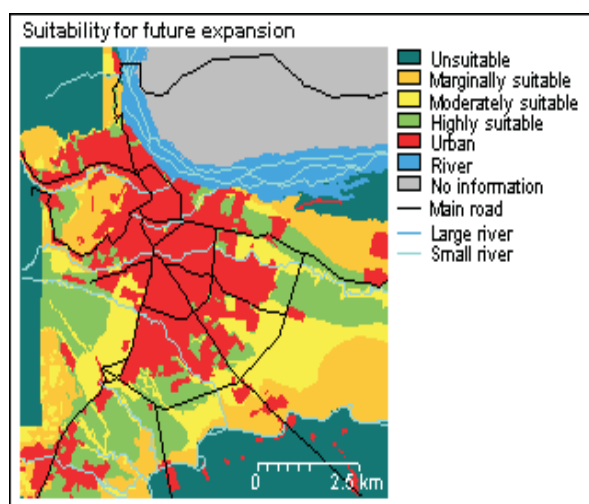 Suitability for future expansion
Unsuitable
Marginally suitable
Moderately suitable
Highly suitable
Urban
River
No information
Main road
Large river
Small river
0 2.5 km